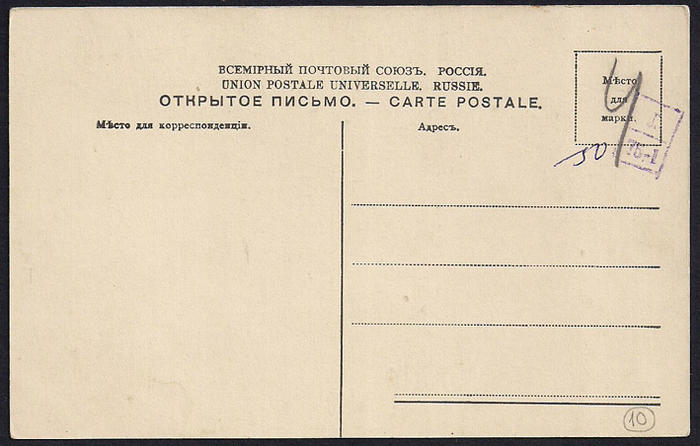 ВСЕМІРНЫЙ ПОЧТОВЫЙ СОЮЗЪ. РОССІЯ.
UNION POSTALE UNIVERSELLE. RUSSIE.
ОТКРЫТОЕ ПИСЬМО. — CARTE POSTALE.
Мѣсто
для
марки.
Мѣсто для корреспонденціи.
Адресъ.
У
50
10